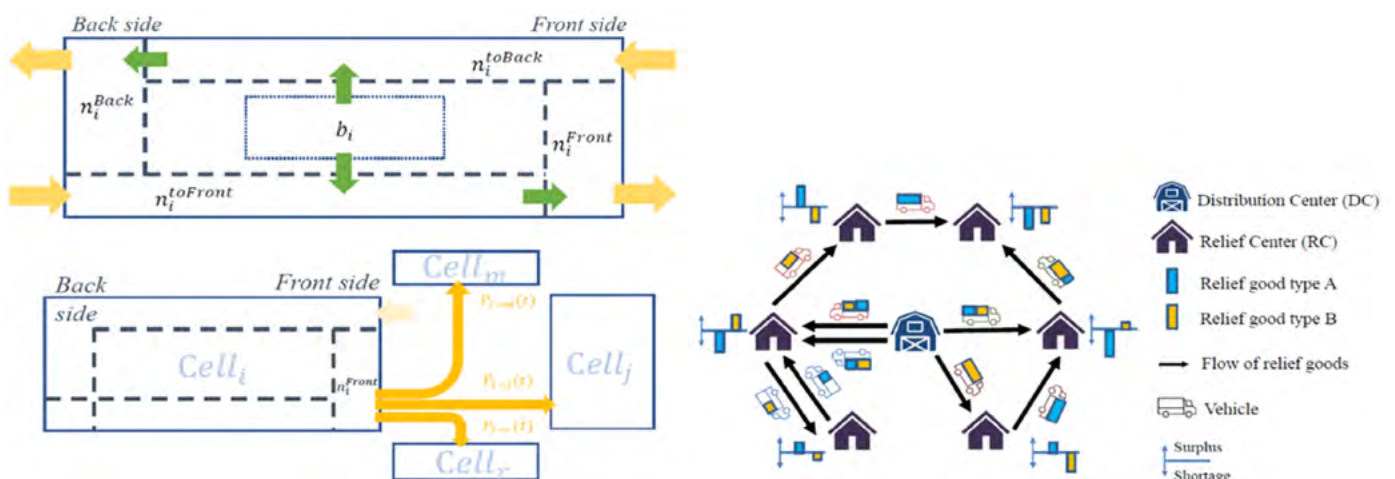 Back side
Front side
n_i^{toBack}
n_i^{Back}
b_i
n_i^{Front}
n_i^{toFront}
Cell_m
Back side
Front side
Cell_i
n_i^{Front}
Cell_j
Cell_r
Distribution Center (DC)
Relief Center (RC)
Relief good type A
Relief good type B
Flow of relief goods
Vehicle
Surplus
Shortage